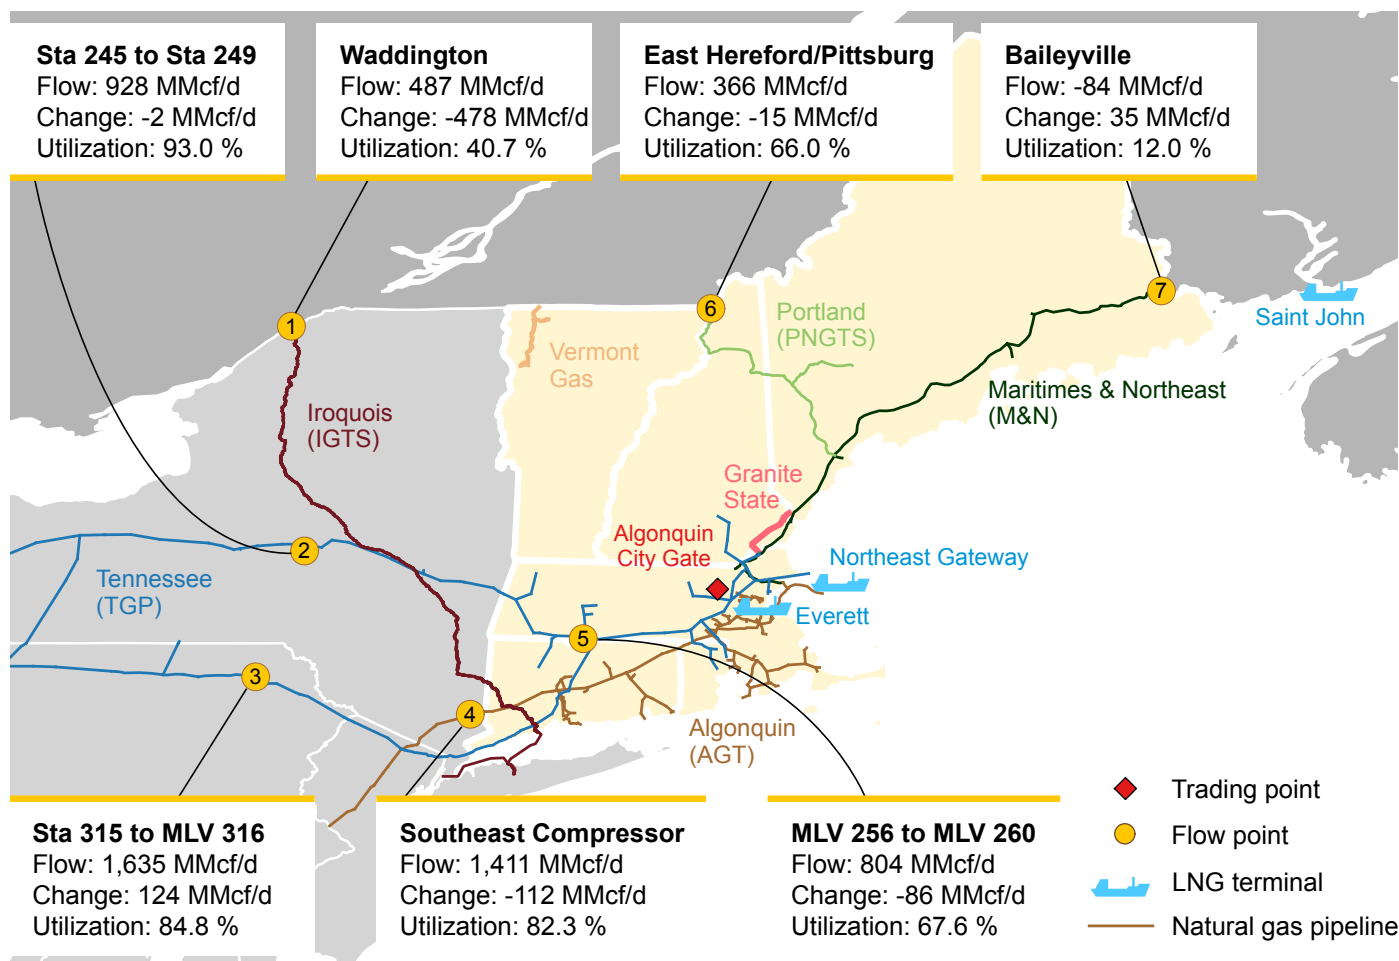 Sta 245 to Sta 249
Flow: 928 MMcf/d
Change: -2 MMcf/d
Utilization: 93.0 %
Waddington
Flow: 487 MMcf/d
Change: -478 MMcf/d
Utilization: 40.7 %
East Hereford/Pittsburg
Flow: 366 MMcf/d
Change: -15 MMcf/d
Utilization: 66.0 %
Baileyville
Flow: -84 MMcf/d
Change: 35 MMcf/d
Utilization: 12.0 %
7
6
1
Saint John
Portland
(PNGTS)
Vermont
Gas
Maritimes & Northeast
(M&N)
Iroquois
(IGTS)
Granite
State
Algonquin
City Gate
2
Northeast Gateway
Tennessee
(TGP)
Everett
5
3
4
Algonquin
(AGT)
Sta 315 to MLV 316
Flow: 1,635 MMcf/d
Change: 124 MMcf/d
Utilization: 84.8 %
Southeast Compressor
Flow: 1,411 MMcf/d
Change: -112 MMcf/d
Utilization: 82.3 %
MLV 256 to MLV 260
Flow: 804 MMcf/d
Change: -86 MMcf/d
Utilization: 67.6 %
Trading point
Flow point
LNG terminal
Natural gas pipeline